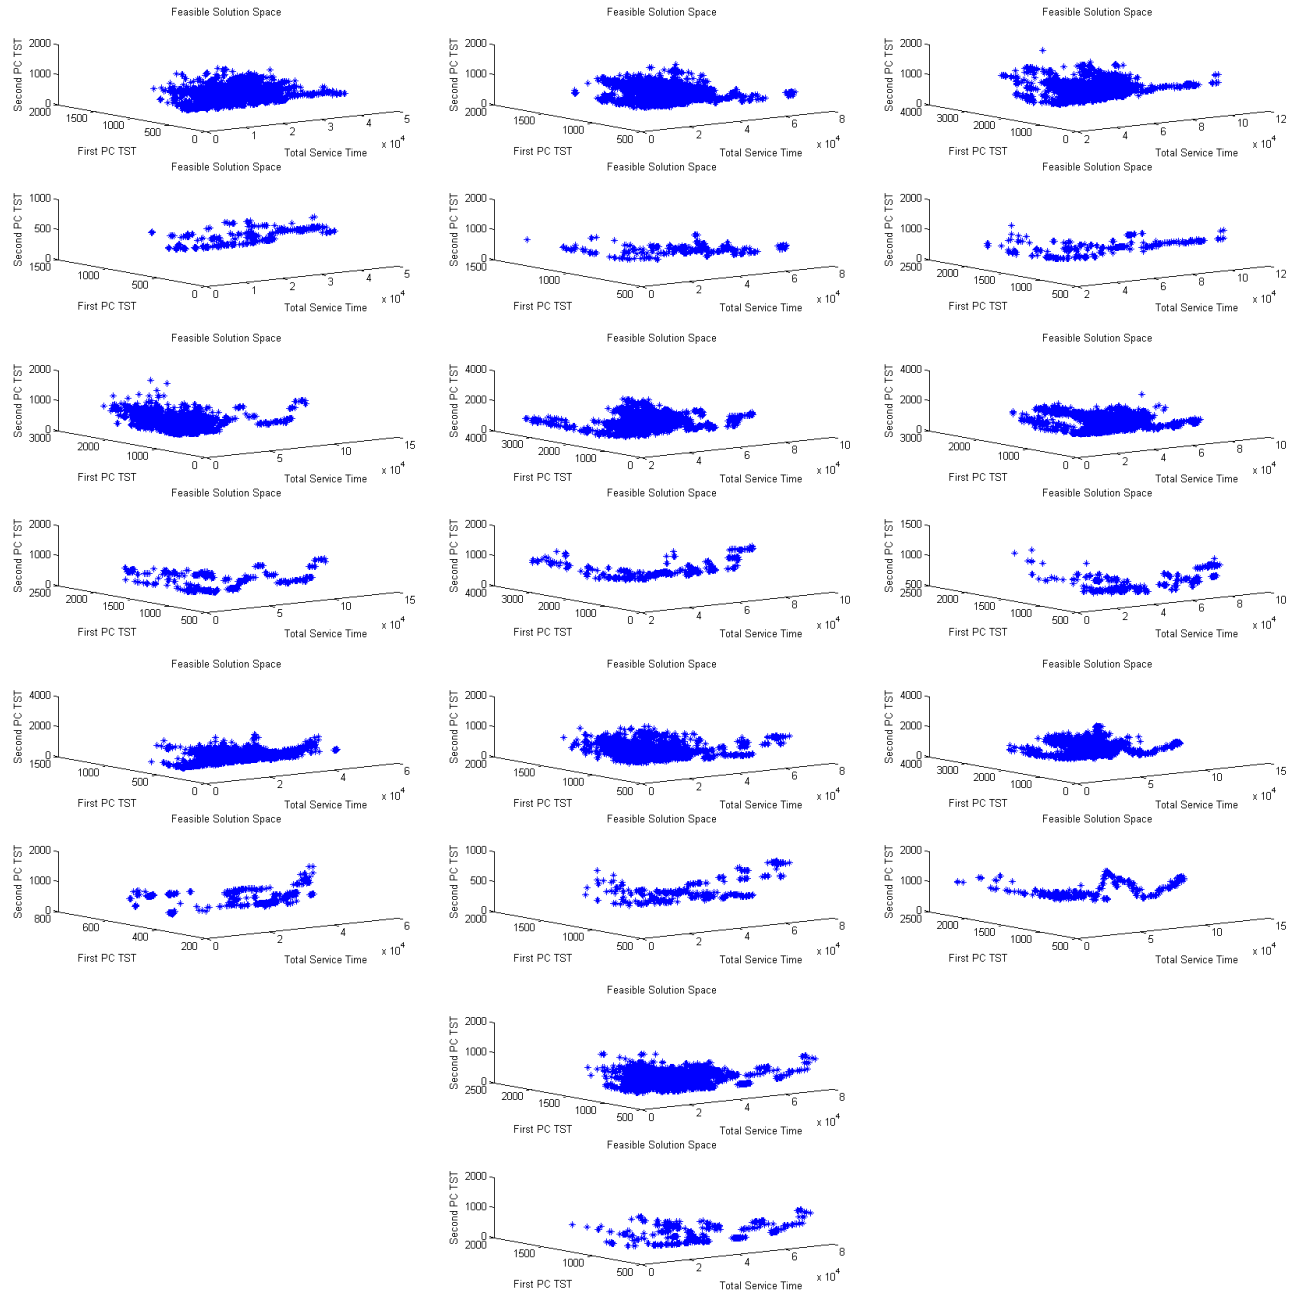 Feasible Solution Space
Second PC TST
2000
1000
0
2000 1500 1000 500 0
First PC TST
0 1 2 3 4 5
Total Service Time
x 10^4
Feasible Solution Space
Second PC TST
2000
1000
0
2000 1500 1000 500
First PC TST
0 2 4 6 8
Total Service Time
x 10^4
Feasible Solution Space
Second PC TST
2000
1000
0
4000 3000 2000 1000 0
First PC TST
2 4 6 8 10 12
Total Service Time
x 10^4
Feasible Solution Space
Second PC TST
1000
500
0
1500 1000 500 0
First PC TST
0 1 2 3 4 5
Total Service Time
x 10^4
Feasible Solution Space
Second PC TST
2000
1000
0
1500 1000 500
First PC TST
0 2 4 6 8
Total Service Time
x 10^4
Feasible Solution Space
Second PC TST
2000
1000
0
2500 2000 1500 1000 500
First PC TST
2 4 6 8 10 12
Total Service Time
x 10^4
Feasible Solution Space
Second PC TST
2000
1000
0
3000 2000 1000 0
First PC TST
0 5 10 15
Total Service Time
x 10^4
Feasible Solution Space
Second PC TST
4000
2000
0
4000 3000 2000 1000 0
First PC TST
2 4 6 8 10
Total Service Time
x 10^4
Feasible Solution Space
Second PC TST
4000
2000
0
3000 2000 1000 0
First PC TST
0 2 4 6 8 10
Total Service Time
x 10^4
Feasible Solution Space
Second PC TST
2000
1000
0
2500 2000 1500 1000 500
First PC TST
0 5 10 15
Total Service Time
x 10^4
Feasible Solution Space
Second PC TST
2000
1000
0
4000 3000 2000 1000 0
First PC TST
2 4 6 8 10
Total Service Time
x 10^4
Feasible Solution Space
Second PC TST
1500
1000
500
2500 2000 1500 1000 500
First PC TST
0 2 4 6 8 10
Total Service Time
x 10^4
Feasible Solution Space
Second PC TST
4000
2000
0
1500 1000 500 0
First PC TST
0 2 4 6
Total Service Time
x 10^4
Feasible Solution Space
Second PC TST
2000
1000
0
2000 1500 1000 500
First PC TST
0 2 4 6 8
Total Service Time
x 10^4
Feasible Solution Space
Second PC TST
4000
2000
0
4000 3000 2000 1000 0
First PC TST
0 5 10 15
Total Service Time
x 10^4
Feasible Solution Space
Second PC TST
2000
1000
0
800 600 400 200
First PC TST
0 2 4 6
Total Service Time
x 10^4
Feasible Solution Space
Second PC TST
1000
500
0
2000 1500 1000 500
First PC TST
0 2 4 6 8
Total Service Time
x 10^4
Feasible Solution Space
Second PC TST
2000
1000
0
2500 2000 1500 1000 500
First PC TST
0 5 10 15
Total Service Time
x 10^4
Feasible Solution Space
Second PC TST
2000
1000
0
2500 2000 1500 1000 500
First PC TST
0 2 4 6 8
Total Service Time
x 10^4
Feasible Solution Space
Second PC TST
2000
1000
0
2000 1500 1000 500
First PC TST
0 2 4 6 8
Total Service Time
x 10^4